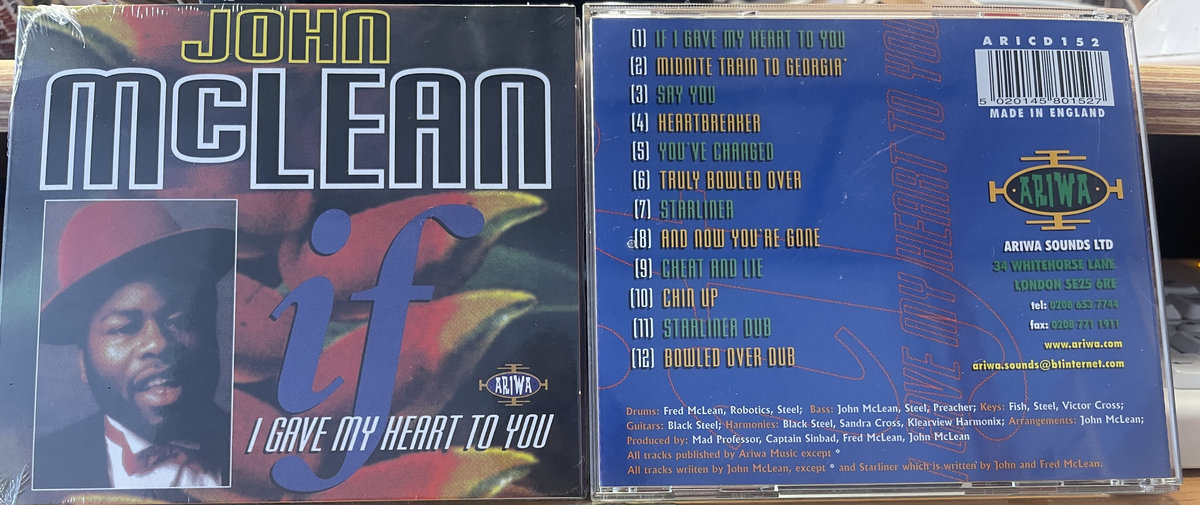 JOHN
McLEAN
if
ARIWA
I GAVE MY HEART TO YOU
(1) IF I GAVE MY HEART TO YOU
(2) MIDNITE TRAIN TO GEORGIA*
(3) SAY YOU
(4) HEARTBREAKER
(5) YOU'VE CHANGED
(6) TRULY BOWLED OVER
(7) STARLINER
(8) AND NOW YOU'RE GONE
(9) CHEAT AND LIE
(10) CHIN UP
(11) STARLINER DUB
(12) BOWLED OVER DUB
I GAVE MY HEART TO YOU
ARICD152
5 020145 801527
MADE IN ENGLAND
ARIWA
ARIWA SOUNDS LTD
34 WHITEHORSE LANE
LONDON SE25 6RE
tel: 0208 653 7744
fax: 0208 771 1911
www.ariwa.com
ariwa.sounds@btinternet.com
Drums: Fred McLean, Robotics, Steel; Bass: John McLean, Steel, Preacher; Keys: Fish, Steel, Victor Cross;
Guitars: Black Steel; Harmonies: Black Steel, Sandra Cross, Klearview Harmonix; Arrangements: John McLean;
Produced by: Mad Professor, Captain Sinbad, Fred McLean, John McLean
All tracks published by Ariwa Music except *
All tracks wriiten by John McLean, except * and Starliner which is written by John and Fred McLean.